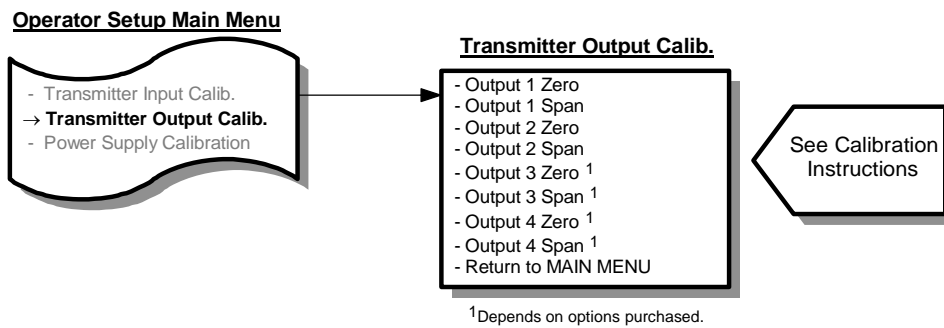 Operator Setup Main Menu
- Transmitter Input Calib.
→ Transmitter Output Calib.
- Power Supply Calibration
Transmitter Output Calib.
- Output 1 Zero
- Output 1 Span
- Output 2 Zero
- Output 2 Span
- Output 3 Zero 1
- Output 3 Span 1
- Output 4 Zero 1
- Output 4 Span 1
- Return to MAIN MENU
See Calibration
Instructions
1Depends on options purchased.